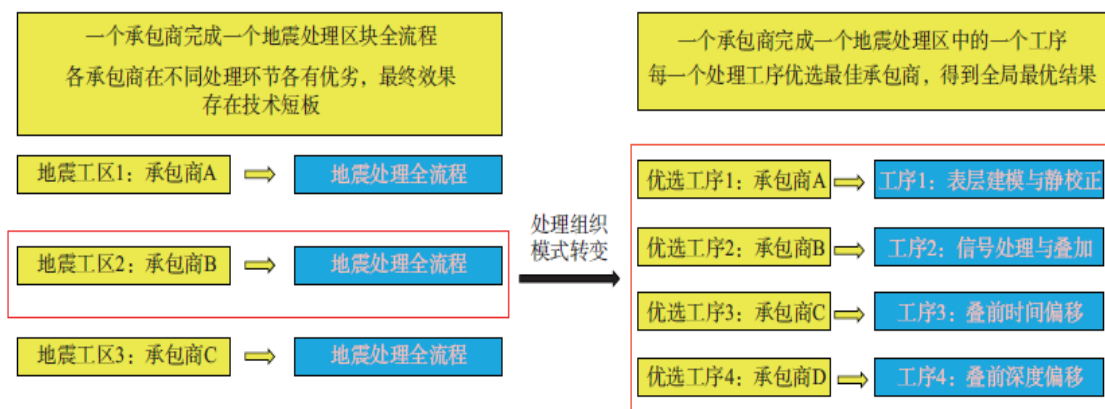 一个承包商完成一个地震处理区块全流程
各承包商在不同处理环节各有优劣，最终效果
存在技术短板
地震工区1：承包商A
地震处理全流程
地震工区2：承包商B
地震处理全流程
地震工区3：承包商C
地震处理全流程
处理组织
模式转变
一个承包商完成一个地震处理区中的一个工序
每一个处理工序优选最佳承包商，得到全局最优结果
优选工序1：承包商A
工序1：表层建模与静校正
优选工序2：承包商B
工序2：信号处理与叠加
优选工序3：承包商C
工序3：叠前时间偏移
优选工序4：承包商D
工序4：叠前深度偏移